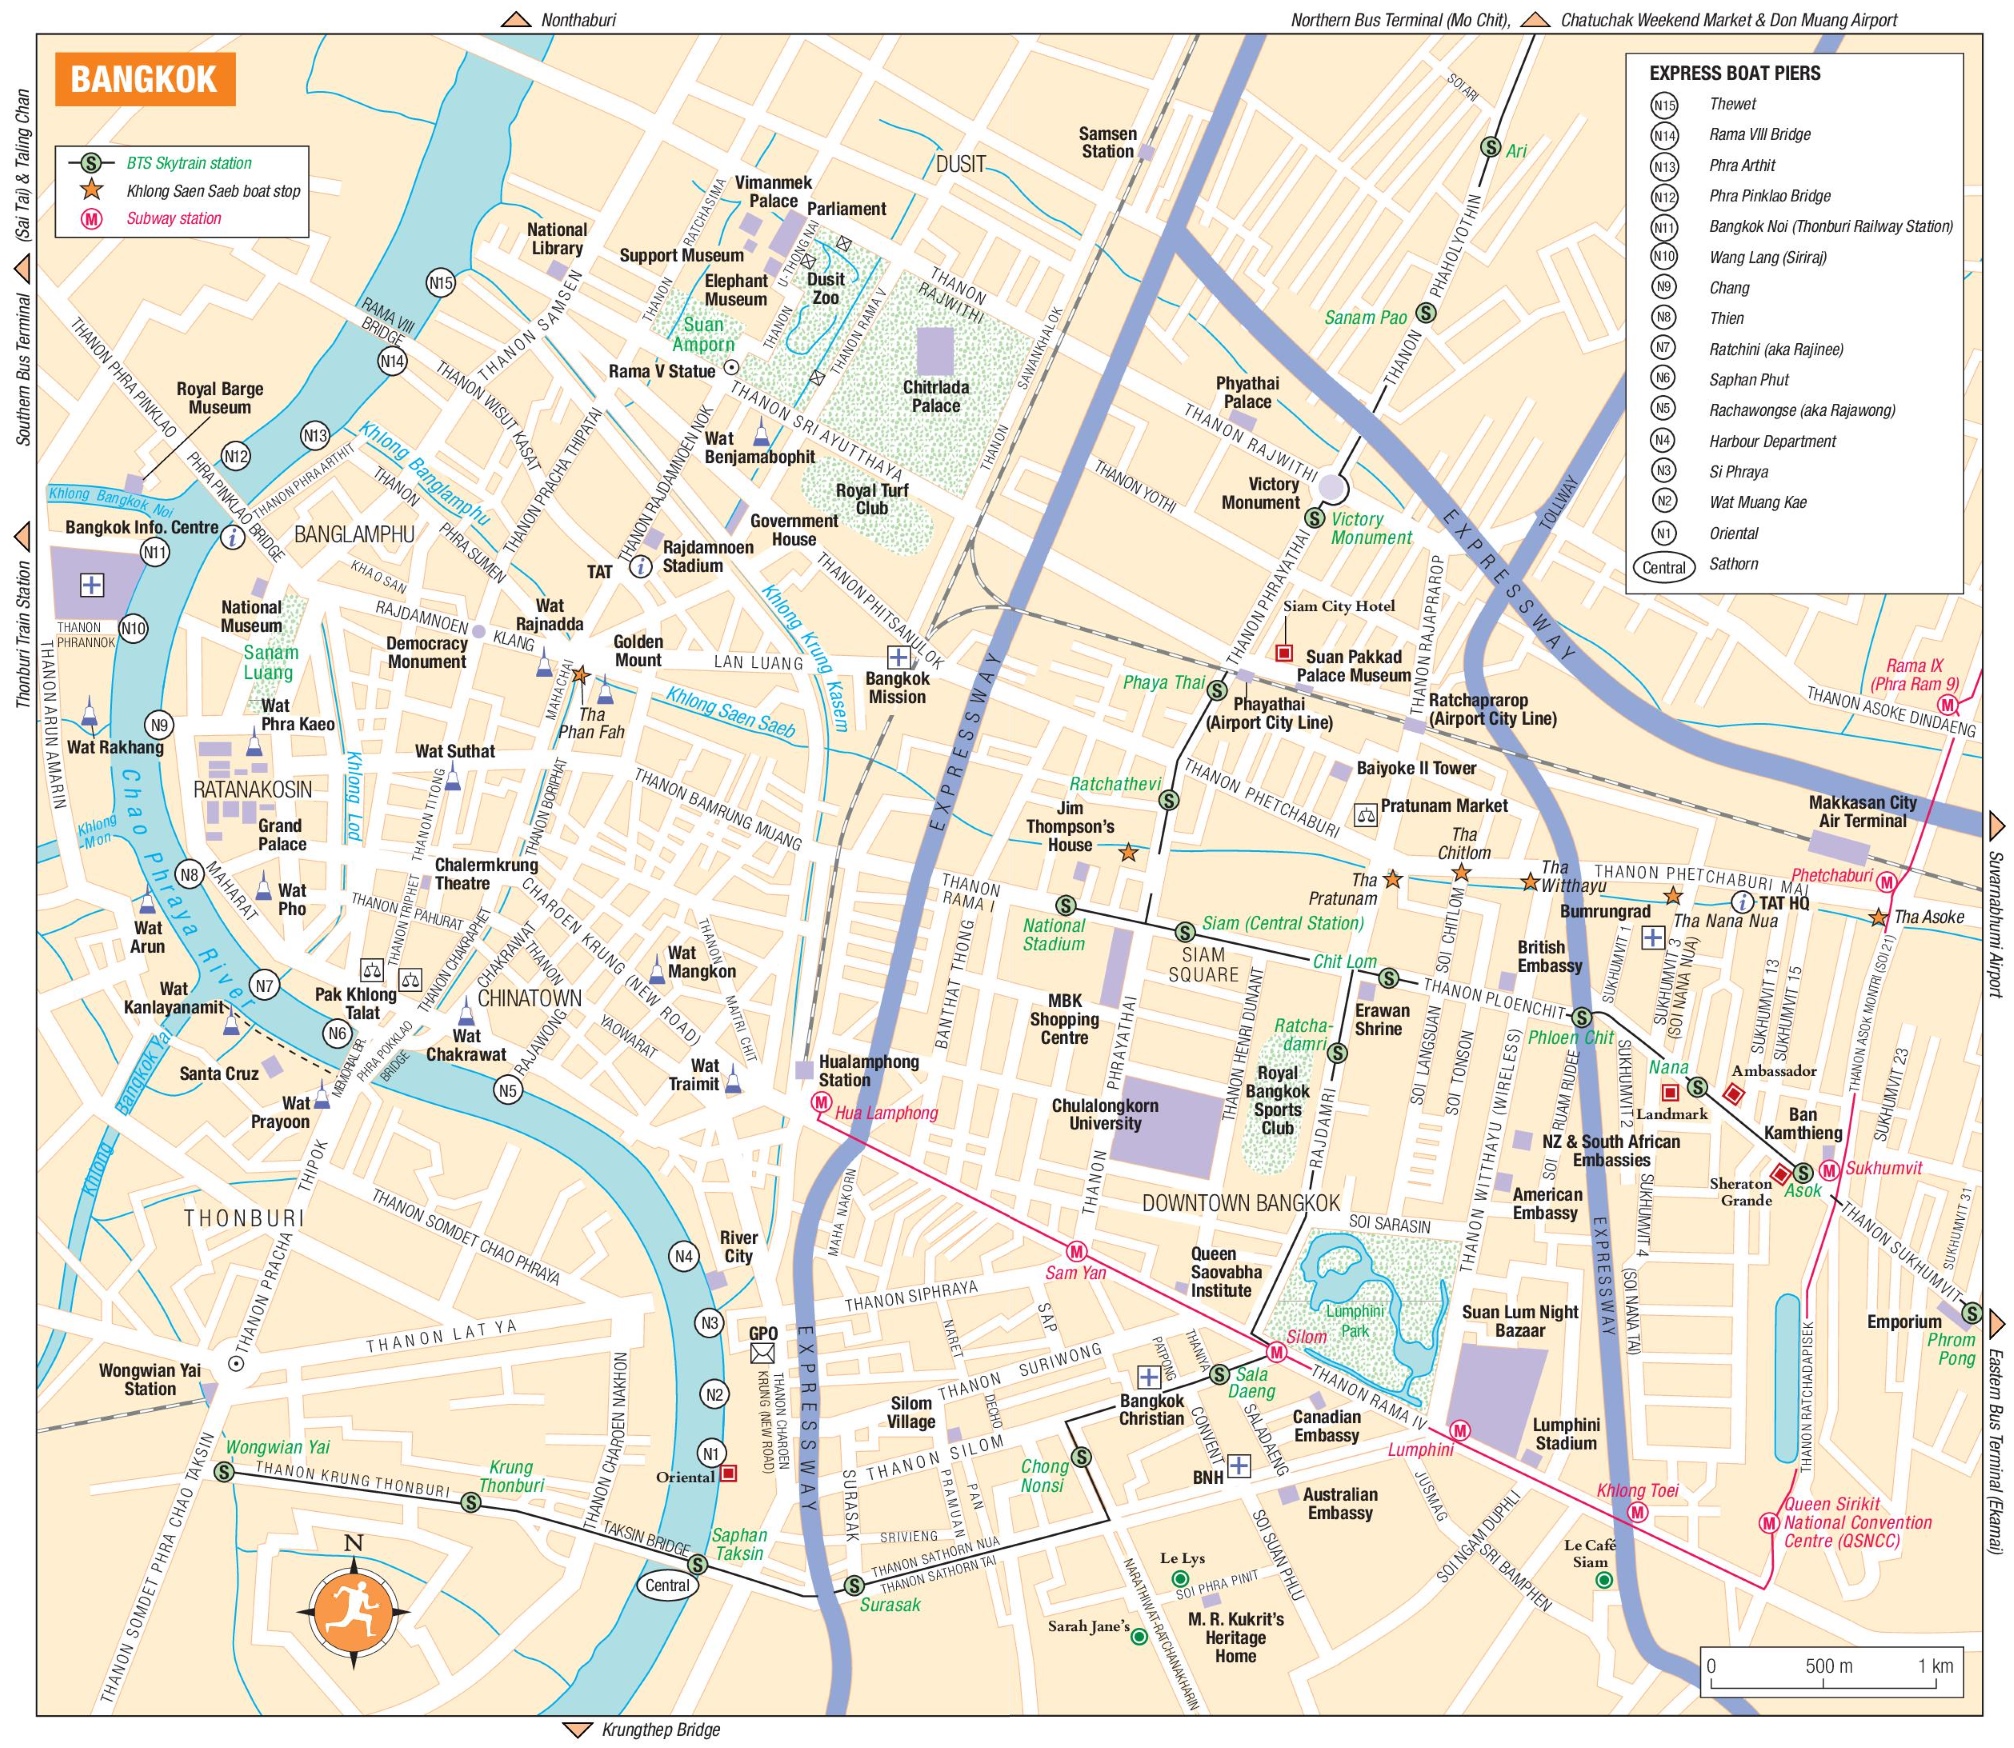 Nonthaburi
Northern Bus Terminal (Mo Chit),
Chatuchak Weekend Market & Don Muang Airport
BANGKOK
S
BTS Skytrain station
Khlong Saen Saeb boat stop
M
Subway station
EXPRESS BOAT PIERS
N15 Thewet
N14 Rama VIII Bridge
N13 Phra Arthit
N12 Phra Pinklao Bridge
N11 Bangkok Noi (Thonburi Railway Station)
N10 Wang Lang (Siriraj)
N9 Chang
N8 Thien
N7 Ratchini (aka Rajinee)
N6 Saphan Phut
N5 Rachawongse (aka Rajawong)
N4 Harbour Department
N3 Si Phraya
N2 Wat Muang Kae
N1 Oriental
Central Sathorn
Southern Bus Terminal
(Sai Tai) & Taling Chan
Thonburi Train Station
Suvarnabhumi Airport
Eastern Bus Terminal (Ekamai)
Krungthep Bridge
SOI ARI
Samsen
Station
Ari
DUSIT
Vimanmek
Palace
Parliament
National
Library
Support Museum
Elephant
Museum
Dusit
Zoo
THANON
RATCHASIMA
U-THONG NAI
THANON
THANON RAMA V
THANON
RAJWITHI
Suan
Amporn
Rama V Statue
Chitrlada
Palace
SAWANKHALOK
THANON
THANON SRI AYUTTHAYA
Sanam Pao
PHAHOLYOTHIN
THANON
Phyathai
Palace
THANON RAJWITHI
THANON YOTHI
Victory
Monument
Victory
Monument
EXPRESSWAY
TOLLWAY
N15
RAMA VIII
BRIDGE
N14
THANON SAMSEN
THANON WISUT KASAT
THANON PRACHA THIPATAI
THANON RAJDAMNOEN NOK
Wat
Benjamabophit
Royal Turf
Club
Government
House
Rajdamnoen
Stadium
TAT
THANON PHITSANULOK
Khlong Krung Kasem
THANON PHRA PINKLAO
Royal Barge
Museum
N13
N12
Khlong Bangkok Noi
PHRA PINKLAO BRIDGE
THANON PHRA ARTHIT
Khlong Banglamphu
THANON
PHRA SUMEN
Bangkok Info. Centre
N11
BANGLAMPHU
KHAO SAN
RAJDAMNOEN
KLANG
Democracy
Monument
Wat
Rajnadda
Golden
Mount
LAN LUANG
Bangkok
Mission
MAHACHAI
Tha
Phan Fah
Khlong Saen Saeb
EXPRESSWAY
THANON
PHRANNOK
N10
National
Museum
Sanam
Luang
THANON ARUN AMARIN
Wat Rakhang
N9
Wat
Phra Kaeo
Wat Suthat
RATANAKOSIN
Grand
Palace
Khlong Lod
THANON TITONG
THANON BORIPHAT
THANON BAMRUNG MUANG
Khlong
Mon
Chao Phraya River
N8
MAHARAT
Wat
Pho
Wat
Arun
Chalermkrung
Theatre
THANON TRIPHET
THANON PAHURAT
THANON CHAKRAPHET
CHAKRAWAT
THANON
CHAROEN KRUNG (NEW ROAD)
THANON
MAITRI CHIT
YAOWARAT
Wat
Mangkon
CHINATOWN
RAJAWONG
Wat
Traimit
Wat
Kanlayanamit
N7
Pak Khlong
Talat
N6
Wat
Chakrawat
MEMORIAL BR
PHRA POKKLAO
BRIDGE
N5
Santa Cruz
Wat
Prayoon
Khlong
Bangkok Yai
THONBURI
THIPOK
THANON PRACHA
THANON SOMDET CHAO PHRAYA
Hualamphong
Station
M
Hua Lamphong
MAHA NAKORN
Siam City Hotel
THANON PHRAYATHAI
THANON RAJAPRAROP
Suan Pakkad
Palace Museum
Phaya Thai
Phayathai
(Airport City Line)
Ratchaprarop
(Airport City Line)
Rama IX
(Phra Ram 9)
THANON ASOKE DINDAENG
Ratchathevi
THANON PHETCHABURI
Baiyoke II Tower
Pratunam Market
Makkasan City
Air Terminal
Phetchaburi
Jim
Thompson's
House
Tha
Pratunam
Tha
Chitlom
Tha
Witthayu
THANON PHETCHABURI MAI
Bumrungrad
Tha Nana Nua
TAT HQ
Tha Asoke
THANON
RAMA I
National
Stadium
Siam (Central Station)
SIAM
SQUARE
Chit Lom
SOI CHITLOM
British
Embassy
SUKHUMVIT 1
SUKHUMVIT 3
(SOI NANA NUA)
SUKHUMVIT 13
SUKHUMVIT 15
THANON ASOK MONTRI (SOI 21)
SUKHUMVIT 23
BANTHAT THONG
MBK
Shopping
Centre
PHRAYATHAI
THANON
THANON HENRI DUNANT
Ratcha-
damri
Erawan
Shrine
THANON PLOENCHIT
Phloen Chit
SOI LANGSUAN
SOI TONSON
THANON WITTHAYU (WIRELESS)
SOI RUAM RUDEE
SUKHUMVIT 2
Nana
Ambassador
Landmark
Royal
Bangkok
Sports
Club
RAJDAMRI
Chulalongkorn
University
NZ & South African
Embassies
Ban
Kamthieng
Sukhumvit
Sheraton
Grande
Asok
SUKHUMVIT 31
THANON SUKHUMVIT
American
Embassy
DOWNTOWN BANGKOK
SOI SARASIN
EXPRESSWAY
SUKHUMVIT 4
(SOI NANA TAI)
Sam Yan
Queen
Saovabha
Institute
Lumphini
Park
Suan Lum Night
Bazaar
Emporium
Phrom
Pong
N4
River
City
THANON SIPHRAYA
SAP
NARET
THANON SURIWONG
N3
GPO
THANON LAT YA
Wongwian Yai
Station
THANON CHAROEN
KRUNG (NEW ROAD)
EXPRESSWAY
Silom
PATPONG
THANIYA
Sala
Daeng
THANON RAMA IV
Bangkok
Christian
CONVENT
SALADAENG
Canadian
Embassy
Lumphini
Lumphini
Stadium
THANON RATCHADAPISEK
N2
N1
Oriental
Silom
Village
DECHO
THANON SILOM
Chong
Nonsi
BNH
Australian
Embassy
JUSMAG
Khlong Toei
Queen Sirikit
National Convention
Centre (QSNCC)
Wongwian Yai
THANON KRUNG THONBURI
Krung
Thonburi
THANON CHAROEN NAKHON
THANON SOMDET PHRA CHAO TAKSIN
TAKSIN BRIDGE
Saphan
Taksin
Central
SURASAK
PRAMUAN
PAN
SRIVIENG
THANON SATHORN NUA
THANON SATHORN TAI
Surasak
Le Lys
SOI PHRA PINIT
SOI SUAN PHLU
SOI NGAM DUPHLI
SRI BAMPHEN
Le Café
Siam
Sarah Jane's
M. R. Kukrit's
Heritage
Home
NARATHIWAT-RATCHANAKHARIN
N
0 500 m 1 km